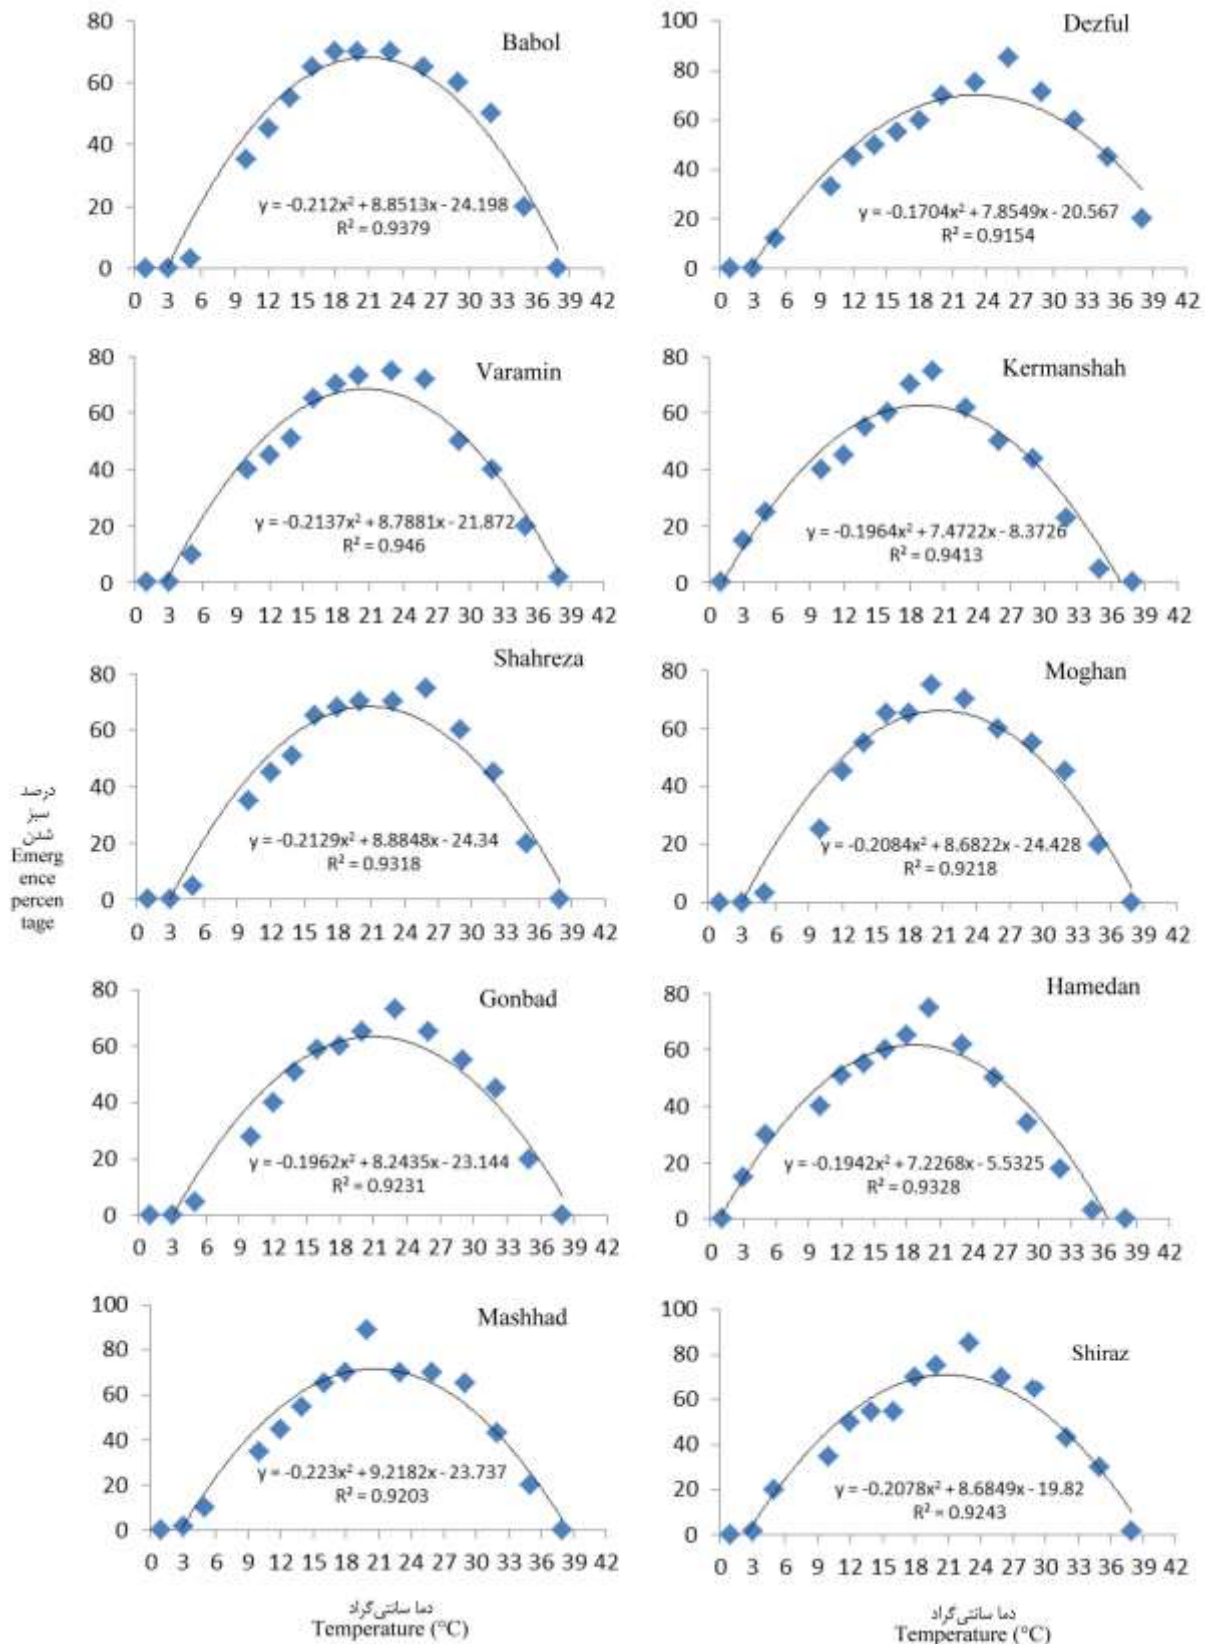 Babol
80
60
40
20
0
y = -0.212x² + 8.8513x - 24.198
R² = 0.9379
0 3 6 9 12 15 18 21 24 27 30 33 36 39 42
Dezful
100
80
60
40
20
0
y = -0.1704x² + 7.8549x - 20.567
R² = 0.9154
0 3 6 9 12 15 18 21 24 27 30 33 36 39 42
Varamin
80
60
40
20
0
y = -0.2137x² + 8.7881x - 21.872
R² = 0.946
0 3 6 9 12 15 18 21 24 27 30 33 36 39 42
Kermanshah
80
60
40
20
0
y = -0.1964x² + 7.4722x - 8.3726
R² = 0.9413
0 3 6 9 12 15 18 21 24 27 30 33 36 39 42
Shahreza
80
60
40
20
0
y = -0.2129x² + 8.8848x - 24.34
R² = 0.9318
0 3 6 9 12 15 18 21 24 27 30 33 36 39 42
Moghan
80
60
40
20
0
y = -0.2084x² + 8.6822x - 24.428
R² = 0.9218
0 3 6 9 12 15 18 21 24 27 30 33 36 39 42
درصد
سبز
شدن
Emerg
ence
percen
tage
Gonbad
80
60
40
20
0
y = -0.1962x² + 8.2435x - 23.144
R² = 0.9231
0 3 6 9 12 15 18 21 24 27 30 33 36 39 42
Hamedan
80
60
40
20
0
y = -0.1942x² + 7.2268x - 5.5325
R² = 0.9328
0 3 6 9 12 15 18 21 24 27 30 33 36 39 42
Mashhad
100
80
60
40
20
0
y = -0.223x² + 9.2182x - 23.737
R² = 0.9203
0 3 6 9 12 15 18 21 24 27 30 33 36 39 42
دما سانتی‌گراد
Temperature (°C)
Shiraz
100
80
60
40
20
0
y = -0.2078x² + 8.6849x - 19.82
R² = 0.9243
0 3 6 9 12 15 18 21 24 27 30 33 36 39 42
دما سانتی‌گراد
Temperature (°C)